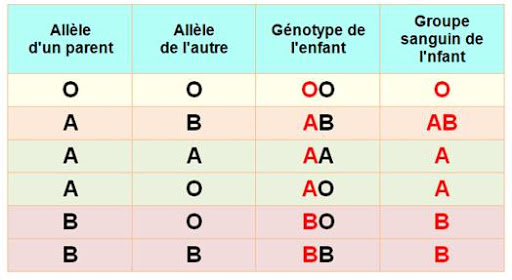 Allèle d'un parent Allèle de l'autre Génotype de l'enfant Groupe sanguin de l'nfant
O O OO O
A B AB AB
A A AA A
A O AO A
B O BO B
B B BB B